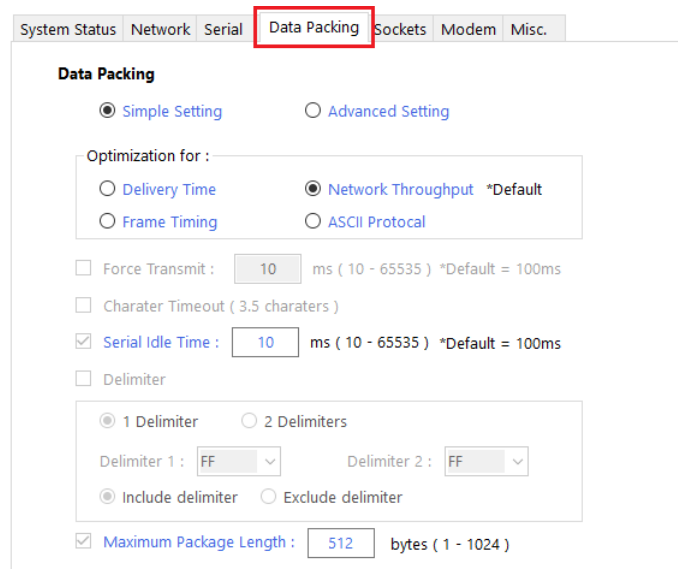 System Status Network Serial Data Packing Sockets Modem Misc.
Data Packing
Simple Setting Advanced Setting
Optimization for :
Delivery Time Network Throughput *Default
Frame Timing ASCII Protocal
Force Transmit : 10 ms ( 10 - 65535 ) *Default = 100ms
Charater Timeout ( 3.5 charaters )
Serial Idle Time : 10 ms ( 10 - 65535 ) *Default = 100ms
Delimiter
1 Delimiter 2 Delimiters
Delimiter 1 : FF Delimiter 2 : FF
Include delimiter Exclude delimiter
Maximum Package Length : 512 bytes ( 1 - 1024 )